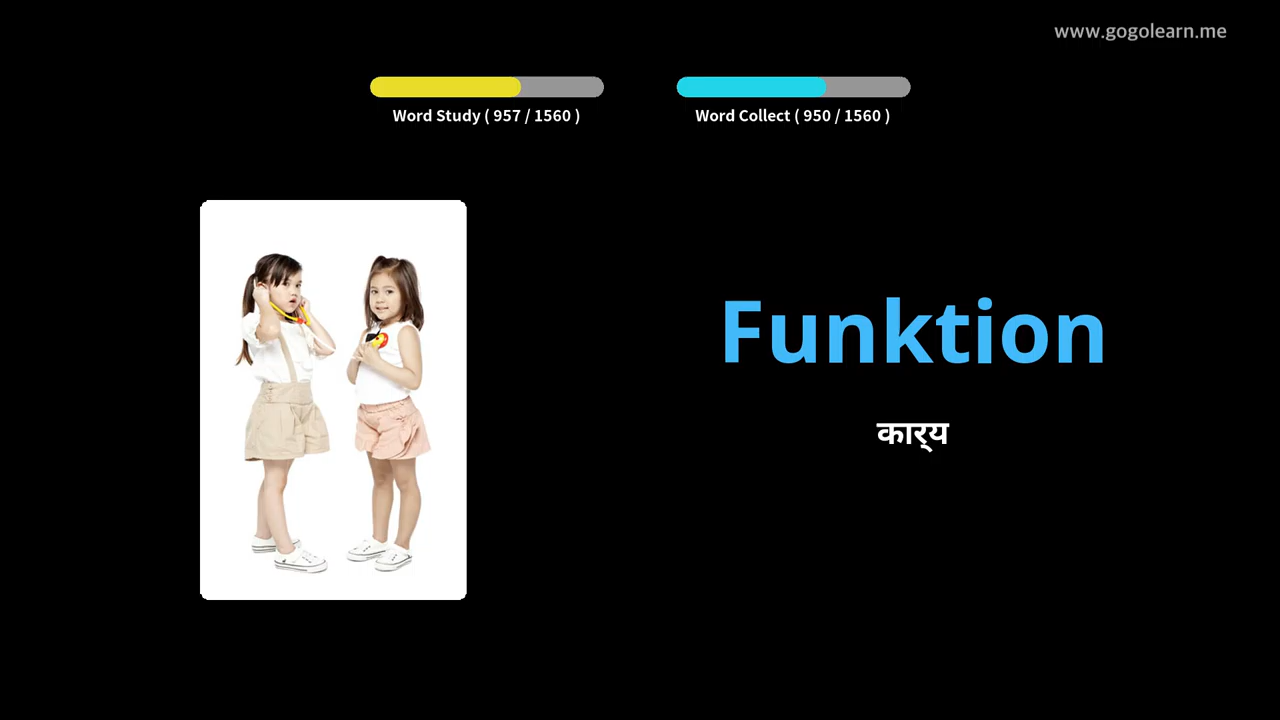 www.gogolearn.me
Word Study ( 957 / 1560 )
Word Collect ( 950 / 1560 )
Funktion
कार्य